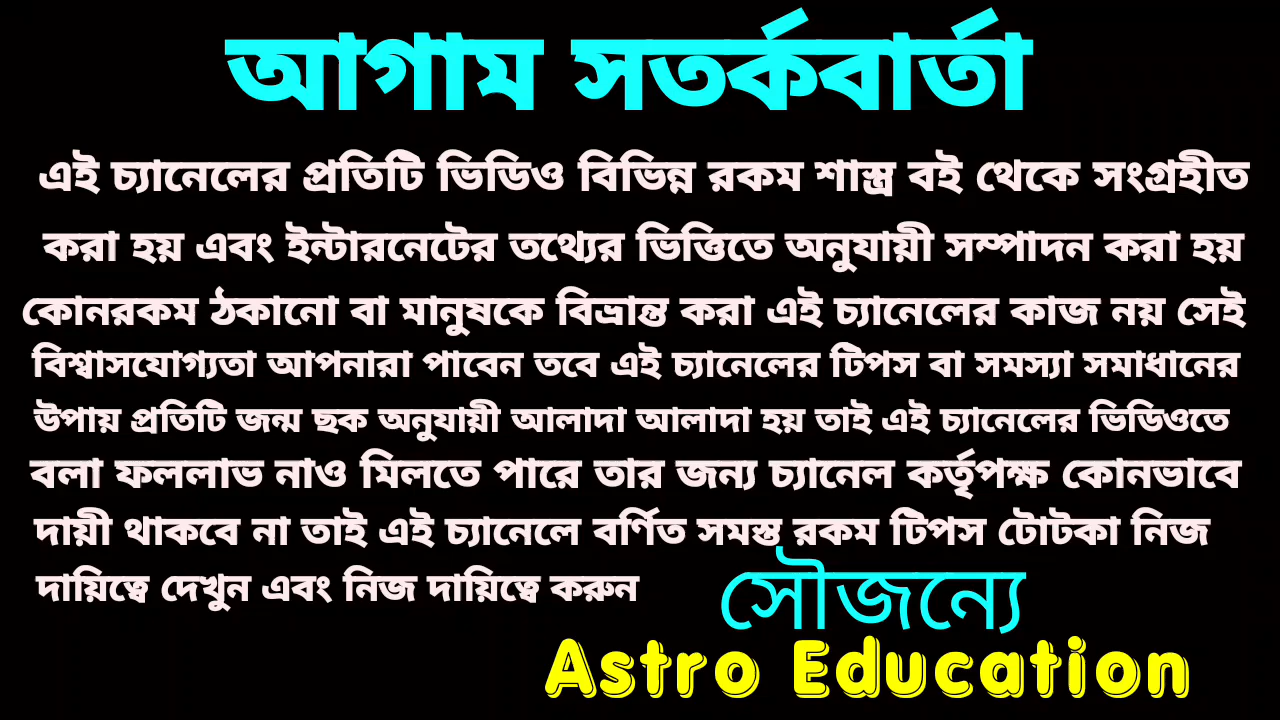 আগাম সতর্কবার্তা
এই চ্যানেলের প্রতিটি ভিডিও বিভিন্ন রকম শাস্ত্র বই থেকে সংগ্রহীত
করা হয় এবং ইন্টারনেটের তথ্যের ভিত্তিতে অনুযায়ী সম্পাদন করা হয়
কোনরকম ঠকানো বা মানুষকে বিভ্রান্ত করা এই চ্যানেলের কাজ নয় সেই
বিশ্বাসযোগ্যতা আপনারা পাবেন তবে এই চ্যানেলের টিপস বা সমস্যা সমাধানের
উপায় প্রতিটি জন্ম ছক অনুযায়ী আলাদা আলাদা হয় তাই এই চ্যানেলের ভিডিওতে
বলা ফললাভ নাও মিলতে পারে তার জন্য চ্যানেল কর্তৃপক্ষ কোনভাবে
দায়ী থাকবে না তাই এই চ্যানেলে বর্ণিত সমস্ত রকম টিপস টোটকা নিজ
দায়িত্বে দেখুন এবং নিজ দায়িত্বে করুন
সৌজন্যে
Astro Education